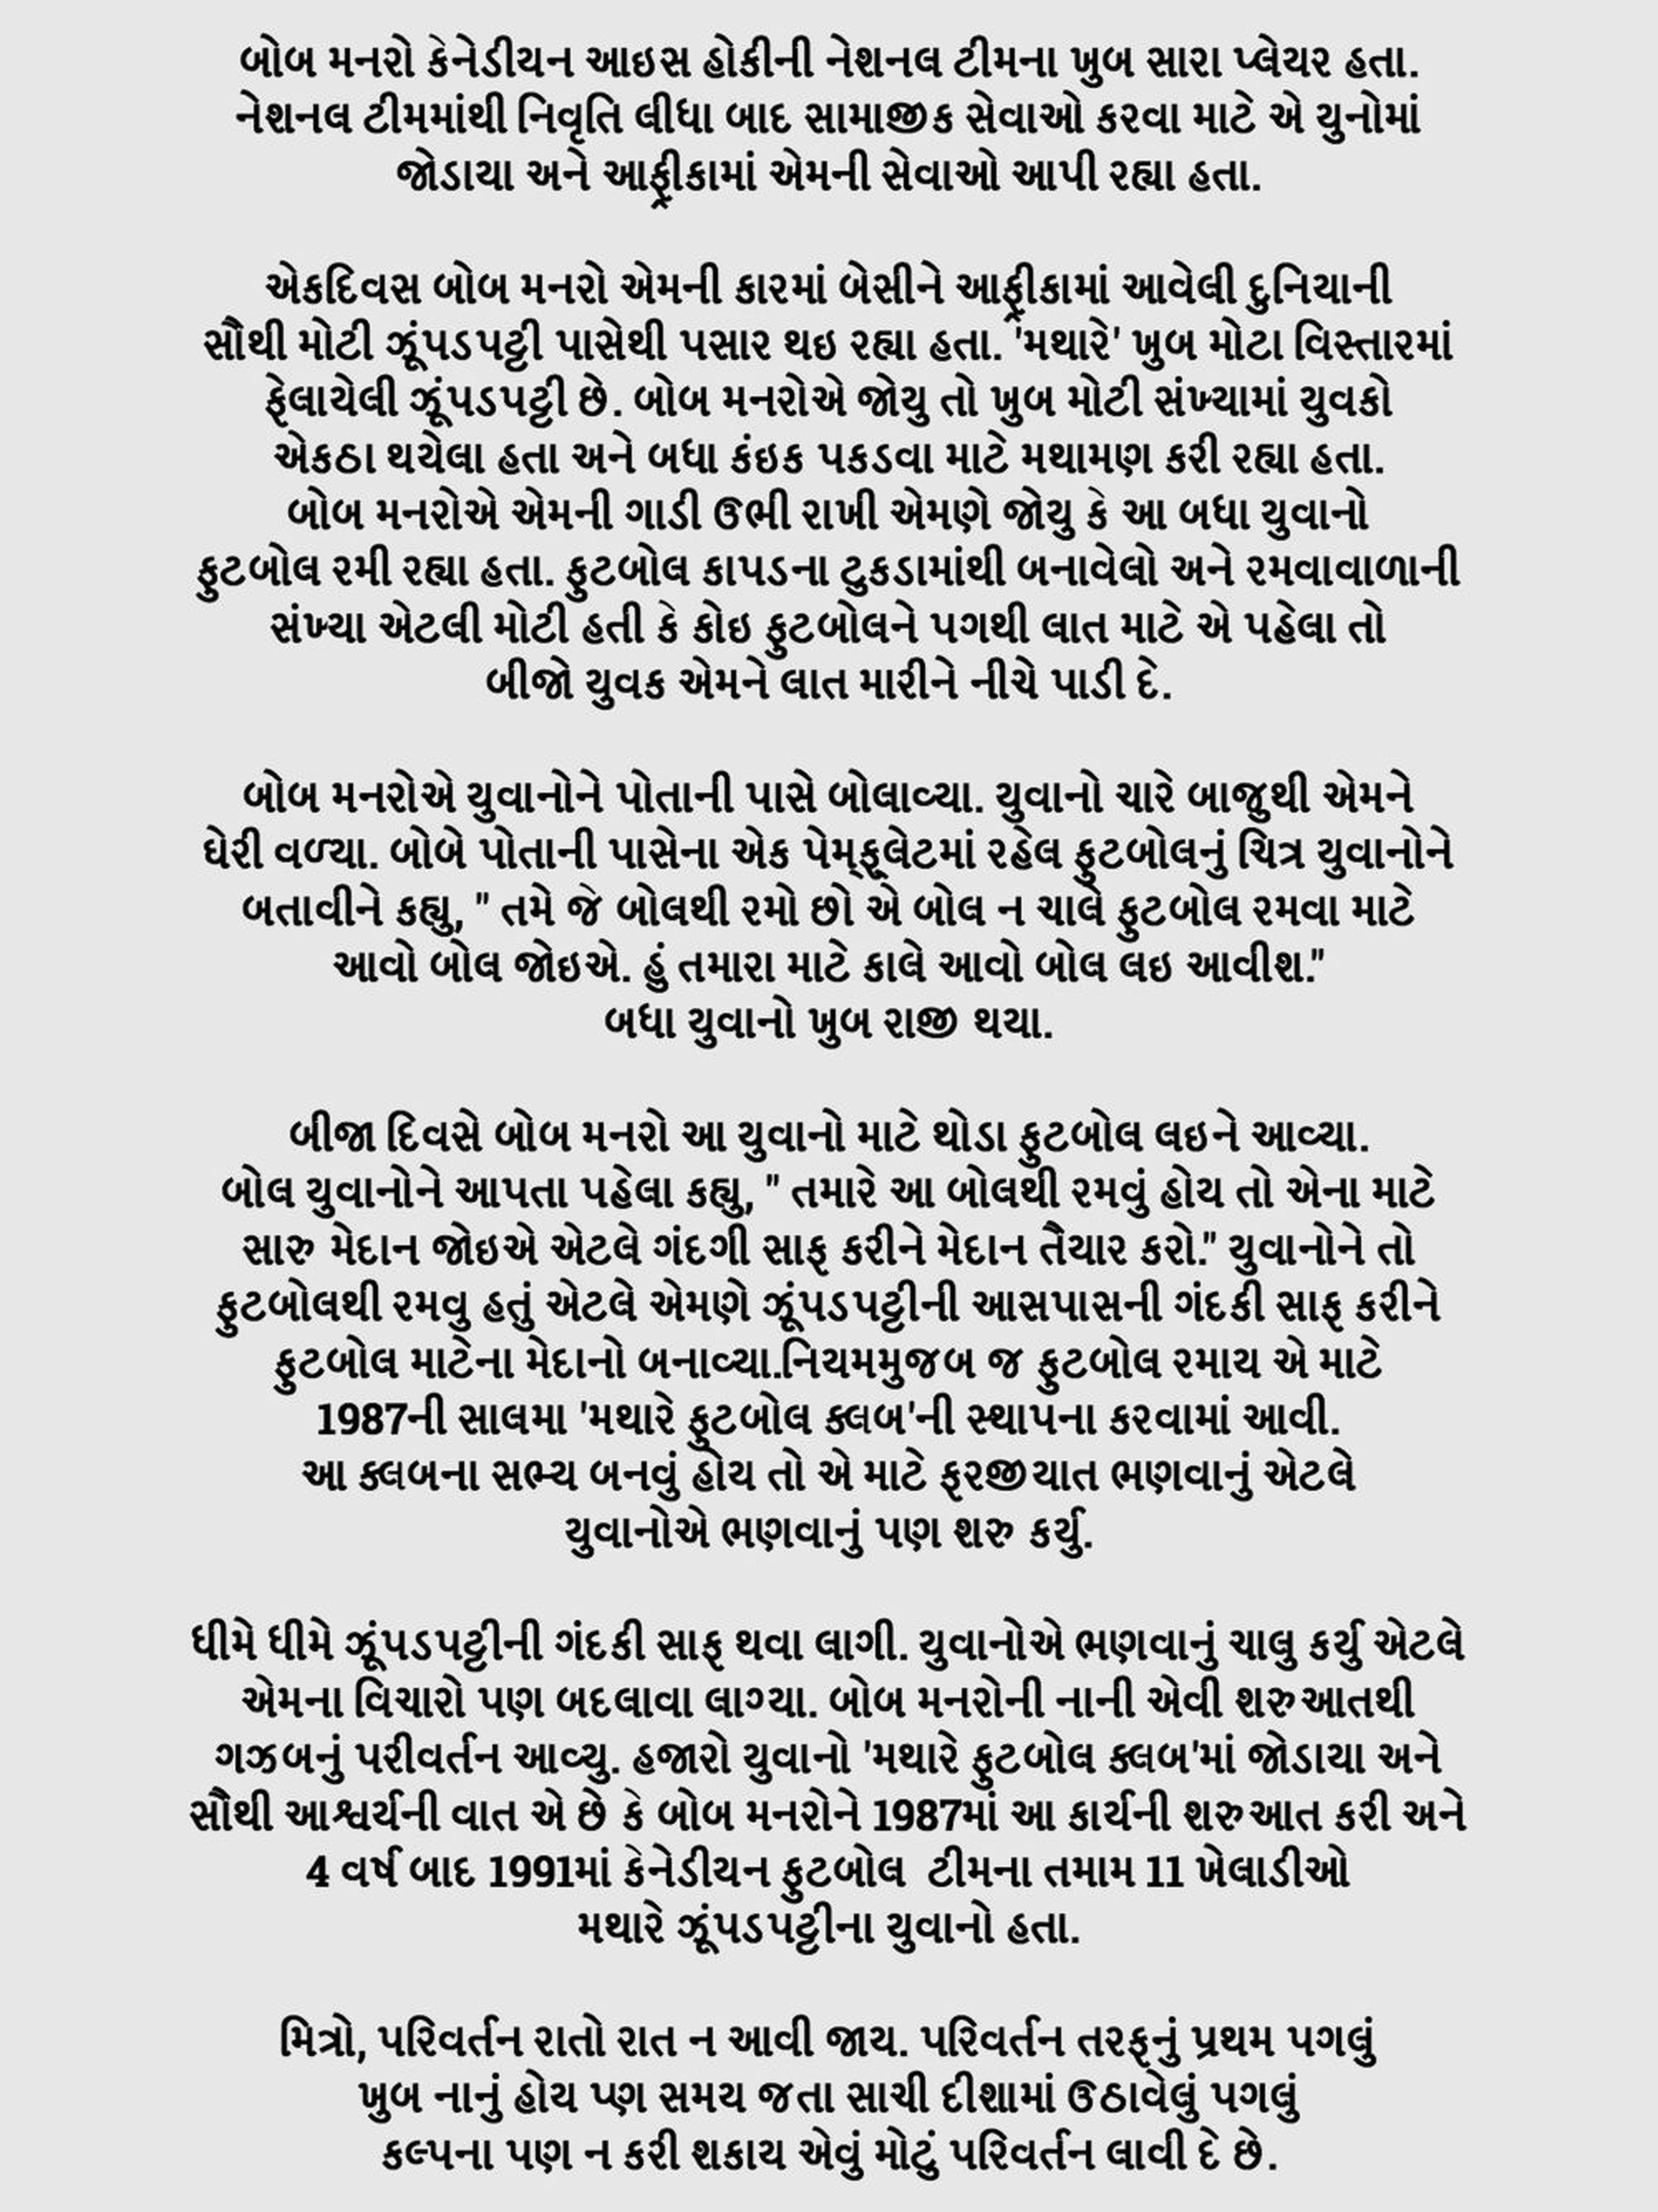 બોબ મનરો કેનેડીયન આઇસ હોકીની નેશનલ ટીમના ખુબ સારા પ્લેયર હતા.
નેશનલ ટીમમાંથી નિવૃતિ લીધા બાદ સામાજીક સેવાઓ કરવા માટે એ યુનોમાં
જોડાયા અને આફ્રીકામાં એમની સેવાઓ આપી રહ્યા હતા.
એકદિવસ બોબ મનરો એમની કારમાં બેસીને આફ્રીકામાં આવેલી દુનિયાની
સૌથી મોટી ઝૂંપડપટ્ટી પાસેથી પસાર થઇ રહ્યા હતા. 'મથારે' ખુબ મોટા વિસ્તારમાં
ફેલાયેલી ઝૂંપડપટ્ટી છે. બોબ મનરોએ જોયુ તો ખુબ મોટી સંખ્યામાં યુવકો
એકઠા થયેલા હતા અને બધા કંઇક પકડવા માટે મથામણ કરી રહ્યા હતા.
બોબ મનરોએ એમની ગાડી ઉભી રાખી એમણે જોયુ કે આ બધા યુવાનો
ફુટબોલ રમી રહ્યા હતા. ફુટબોલ કાપડના ટુકડામાંથી બનાવેલો અને રમવાવાળાની
સંખ્યા એટલી મોટી હતી કે કોઇ ફુટબોલને પગથી લાત માટે એ પહેલા તો
બીજો યુવક એમને લાત મારીને નીચે પાડી દે.
બોબ મનરોએ યુવાનોને પોતાની પાસે બોલાવ્યા. યુવાનો ચારે બાજુથી એમને
ઘેરી વળ્યા. બોબે પોતાની પાસેના એક પેમ્ફ્લેટમાં રહેલ ફુટબોલનું ચિત્ર યુવાનોને
બતાવીને કહ્યુ, " તમે જે બોલથી રમો છો એ બોલ ન ચાલે ફુટબોલ રમવા માટે
આવો બોલ જોઇએ. હું તમારા માટે કાલે આવો બોલ લઇ આવીશ."
બધા યુવાનો ખુબ રાજી થયા.
બીજા દિવસે બોબ મનરો આ યુવાનો માટે થોડા ફુટબોલ લઇને આવ્યા.
બોલ યુવાનોને આપતા પહેલા કહ્યુ, " તમારે આ બોલથી રમવું હોય તો એના માટે
સારુ મેદાન જોઇએ એટલે ગંદગી સાફ કરીને મેદાન તૈયાર કરો." યુવાનોને તો
ફુટબોલથી રમવુ હતું એટલે એમણે ઝૂંપડપટ્ટીની આસપાસની ગંદકી સાફ કરીને
ફુટબોલ માટેના મેદાનો બનાવ્યા.નિયમમુજબ જ ફુટબોલ રમાય એ માટે
1987ની સાલમા 'મથારે ફુટબોલ ક્લબ'ની સ્થાપના કરવામાં આવી.
આ ક્લબના સભ્ય બનવું હોય તો એ માટે ફરજીયાત ભણવાનું એટલે
યુવાનોએ ભણવાનું પણ શરુ કર્યુ.
ધીમે ધીમે ઝૂંપડપટ્ટીની ગંદકી સાફ થવા લાગી. યુવાનોએ ભણવાનું ચાલુ કર્યુ એટલે
એમના વિચારો પણ બદલાવા લાગ્યા. બોબ મનરોની નાની એવી શરુઆતથી
ગઝબનું પરીવર્તન આવ્યુ. હજારો યુવાનો 'મથારે ફુટબોલ ક્લબ'માં જોડાયા અને
સૌથી આશ્વર્યની વાત એ છે કે બોબ મનરોને 1987માં આ કાર્યની શરુઆત કરી અને
4 વર્ષ બાદ 1991માં કેનેડીયન ફુટબોલ ટીમના તમામ 11 ખેલાડીઓ
મથારે ઝૂંપડપટ્ટીના યુવાનો હતા.
મિત્રો, પરિવર્તન રાતો રાત ન આવી જાય. પરિવર્તન તરફનું પ્રથમ પગલું
ખુબ નાનું હોય પ્ણ સમય જતા સાચી દીશામાં ઉઠાવેલું પગલું
કલ્પના પણ ન કરી શકાય એવું મોટું પરિવર્તન લાવી દે છે.